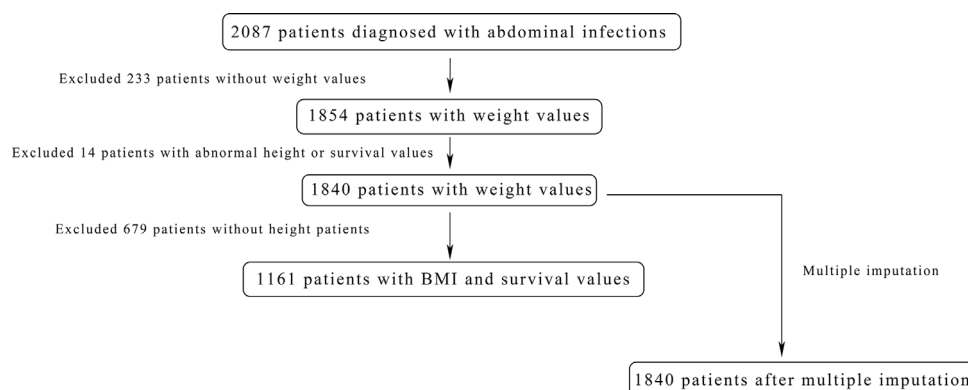 2087 patients diagnosed with abdominal infections
Excluded 233 patients without weight values
1854 patients with weight values
Excluded 14 patients with abnormal height or survival values
1840 patients with weight values
Excluded 679 patients without height patients
1161 patients with BMI and survival values
Multiple imputation
1840 patients after multiple imputation